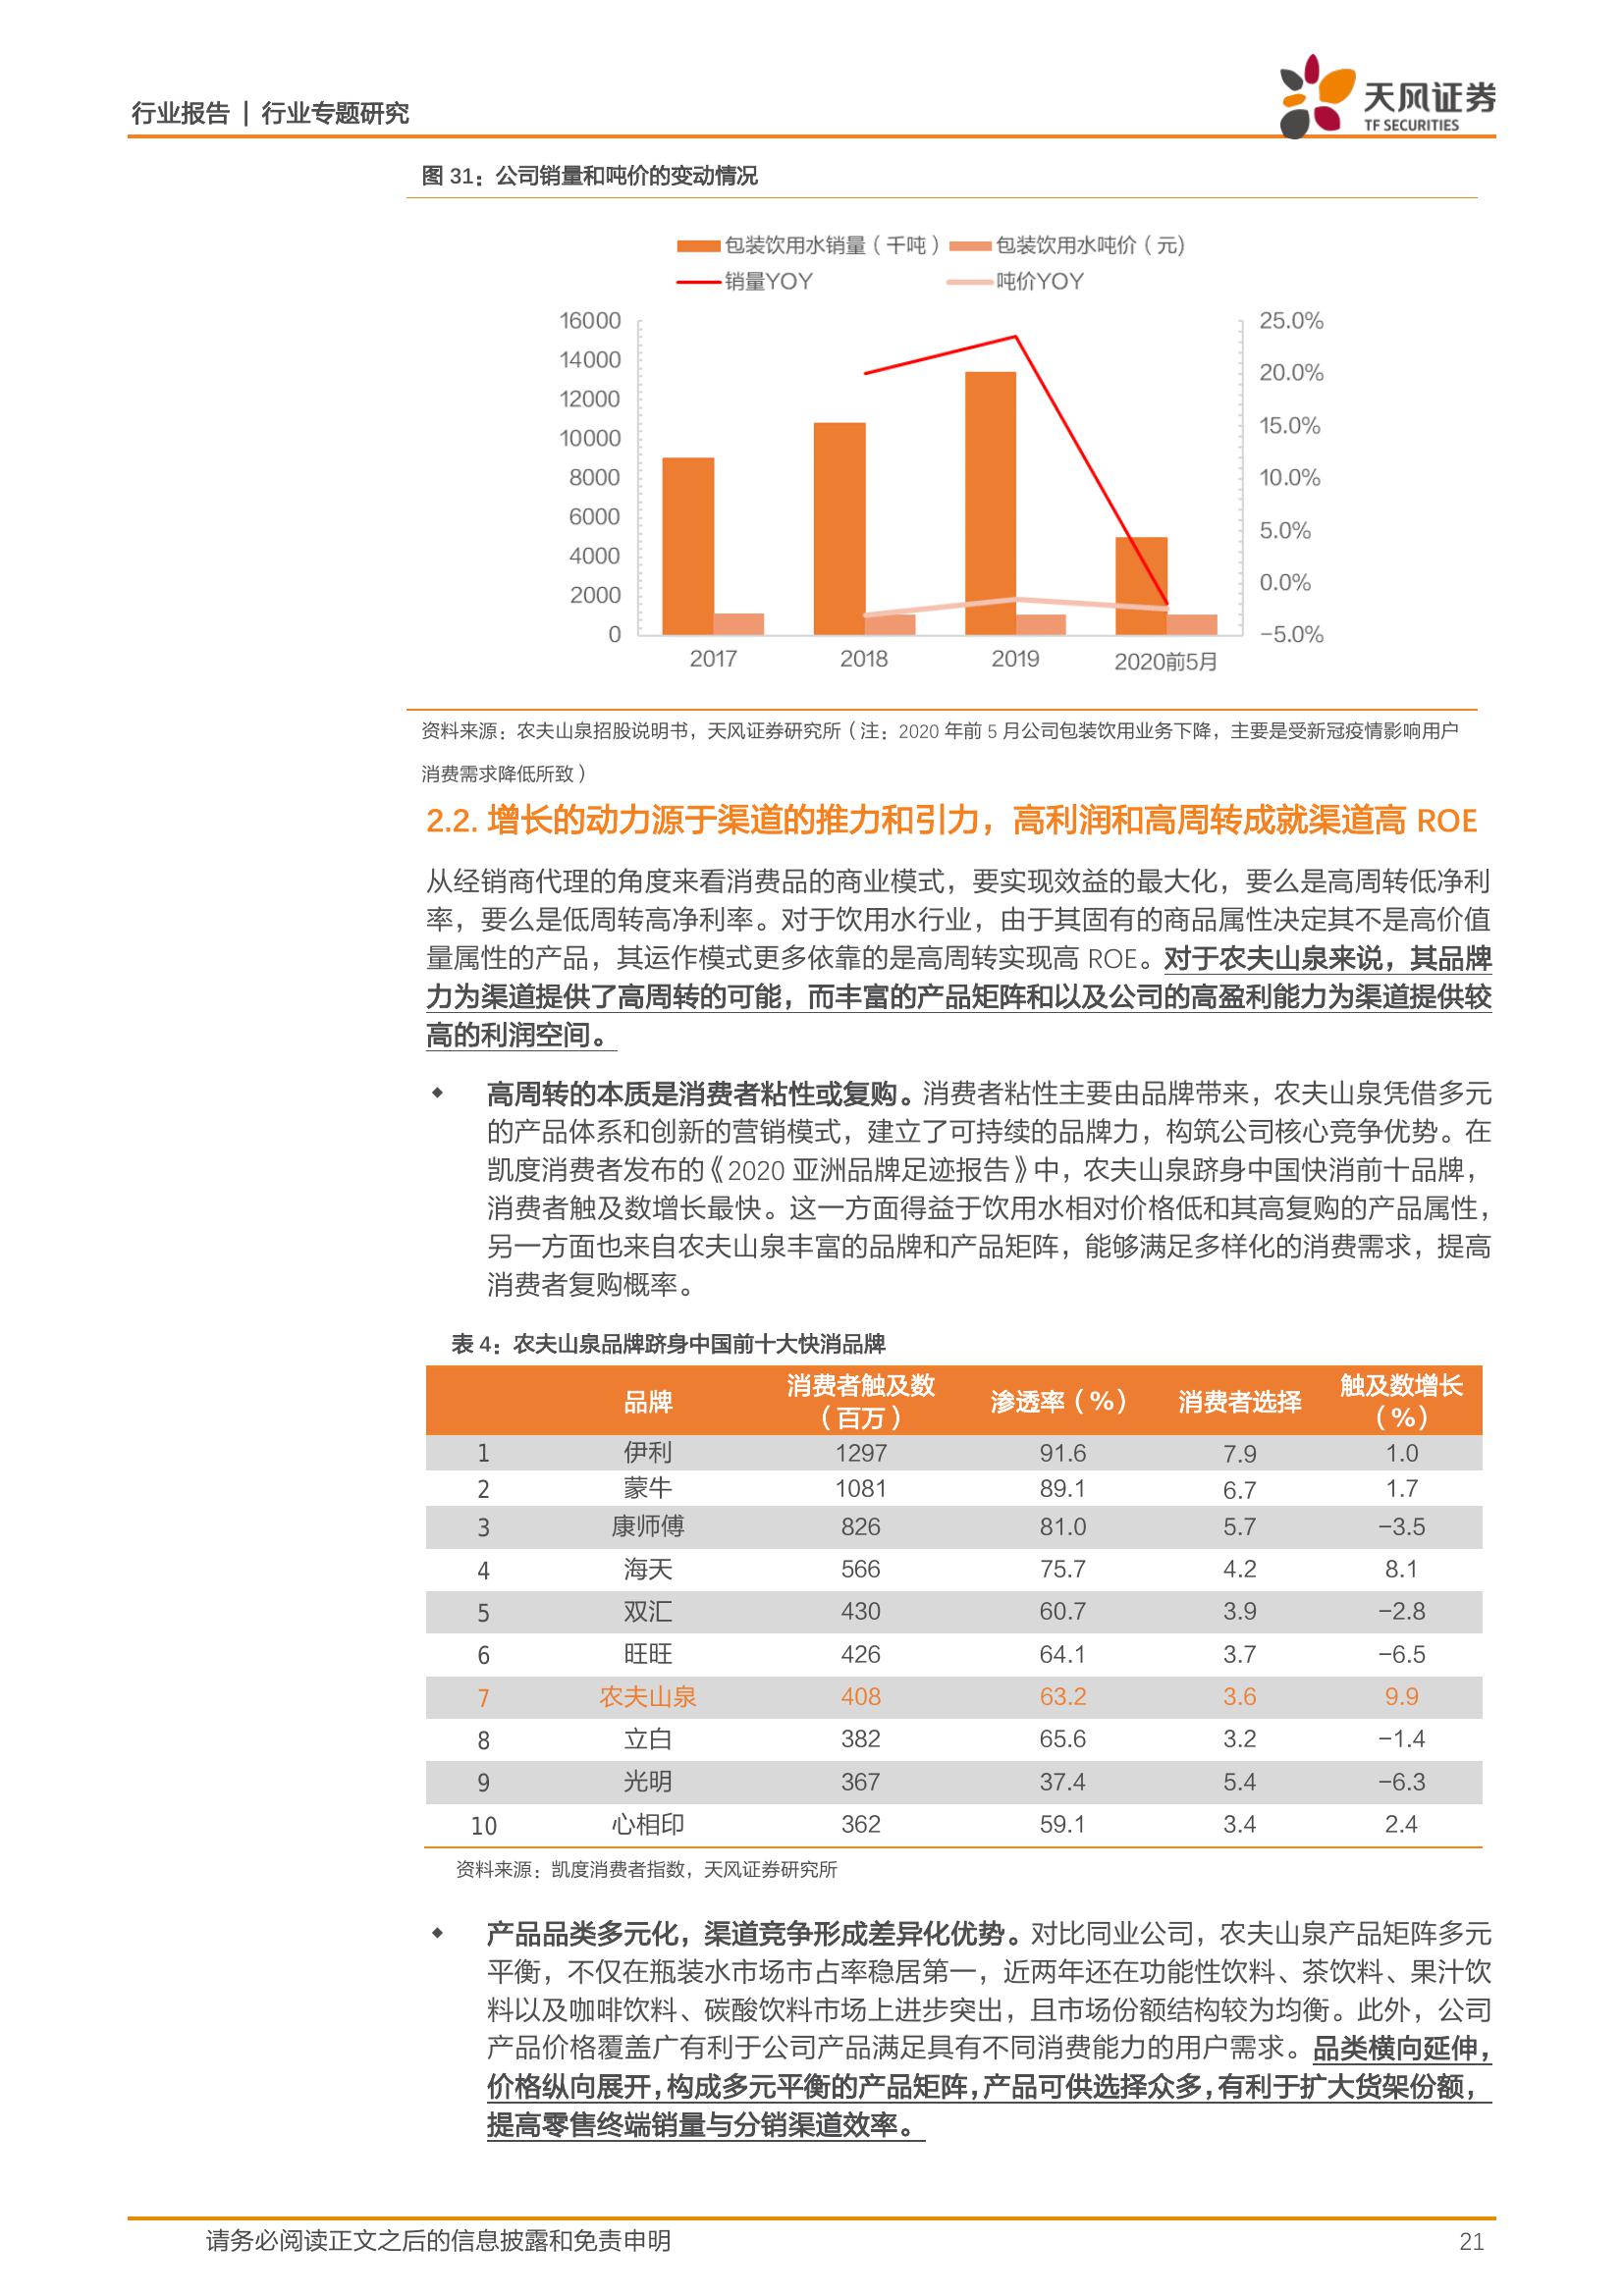 行业报告 | 行业专题研究
天风证券
TF SECURITIES
图 31：公司销量和吨价的变动情况
包装饮用水销量（千吨） 包装饮用水吨价（元)
销量YOY 吨价YOY
16000 25.0%
14000 20.0%
12000 15.0%
10000 10.0%
8000 5.0%
6000 0.0%
4000 -5.0%
2000
0
2017 2018 2019 2020前5月
资料来源：农夫山泉招股说明书，天风证券研究所（注：2020 年前 5 月公司包装饮用业务下降，主要是受新冠疫情影响用户
消费需求降低所致）
2.2. 增长的动力源于渠道的推力和引力，高利润和高周转成就渠道高 ROE
从经销商代理的角度来看消费品的商业模式，要实现效益的最大化，要么是高周转低净利
率，要么是低周转高净利率。对于饮用水行业，由于其固有的商品属性决定其不是高价值
量属性的产品，其运作模式更多依靠的是高周转实现高 ROE。对于农夫山泉来说，其品牌
力为渠道提供了高周转的可能，而丰富的产品矩阵和以及公司的高盈利能力为渠道提供较
高的利润空间。
◆ 高周转的本质是消费者粘性或复购。消费者粘性主要由品牌带来，农夫山泉凭借多元
的产品体系和创新的营销模式，建立了可持续的品牌力，构筑公司核心竞争优势。在
凯度消费者发布的《2020 亚洲品牌足迹报告》中，农夫山泉跻身中国快消前十品牌，
消费者触及数增长最快。这一方面得益于饮用水相对价格低和其高复购的产品属性，
另一方面也来自农夫山泉丰富的品牌和产品矩阵，能够满足多样化的消费需求，提高
消费者复购概率。
表 4：农夫山泉品牌跻身中国前十大快消品牌
品牌 消费者触及数（百万） 渗透率（%） 消费者选择 触及数增长（%）
1 伊利 1297 91.6 7.9 1.0
2 蒙牛 1081 89.1 6.7 1.7
3 康师傅 826 81.0 5.7 -3.5
4 海天 566 75.7 4.2 8.1
5 双汇 430 60.7 3.9 -2.8
6 旺旺 426 64.1 3.7 -6.5
7 农夫山泉 408 63.2 3.6 9.9
8 立白 382 65.6 3.2 -1.4
9 光明 367 37.4 5.4 -6.3
10 心相印 362 59.1 3.4 2.4
资料来源：凯度消费者指数，天风证券研究所
◆ 产品品类多元化，渠道竞争形成差异化优势。对比同业公司，农夫山泉产品矩阵多元
平衡，不仅在瓶装水市场市占率稳居第一，近两年还在功能性饮料、茶饮料、果汁饮
料以及咖啡饮料、碳酸饮料市场上进步突出，且市场份额结构较为均衡。此外，公司
产品价格覆盖广有利于公司产品满足具有不同消费能力的用户需求。品类横向延伸，
价格纵向展开，构成多元平衡的产品矩阵，产品可供选择众多，有利于扩大货架份额，
提高零售终端销量与分销渠道效率。
请务必阅读正文之后的信息披露和免责申明 21